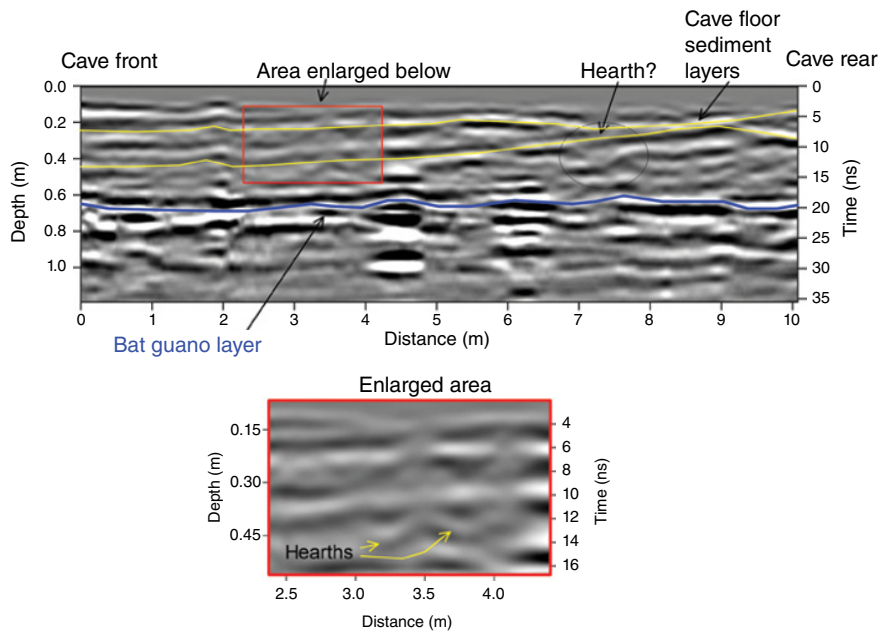 Cave floor
sediment
layers
Cave front
Cave rear
Area enlarged below
Hearth?
0.0
0.2
0.4
0.6
0.8
1.0
Depth (m)
0
5
10
15
20
25
30
35
Time (ns)
0 1 2 3 4 5 6 7 8 9 10
Distance (m)
Bat guano layer
Enlarged area
0.15
0.30
0.45
Depth (m)
4
6
8
10
12
14
16
Time (ns)
Hearths
2.5 3.0 3.5 4.0
Distance (m)